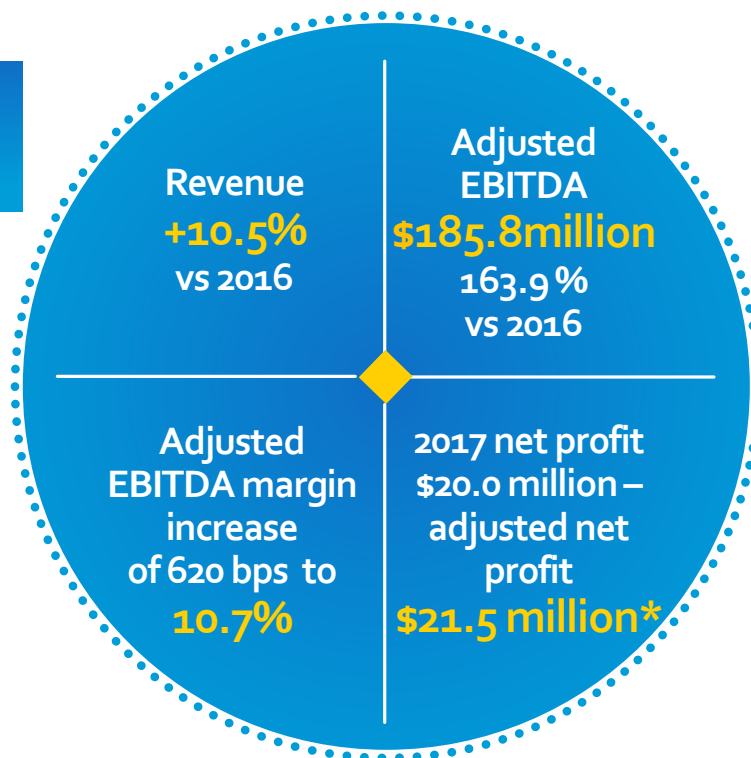 Revenue
+10.5%
vs 2016
Adjusted
EBITDA
$185.8million
163.9 %
vs 2016
Adjusted
EBITDA margin
increase
of 620 bps to
10.7%
2017 net profit
$20.0 million –
adjusted net
profit
$21.5 million*